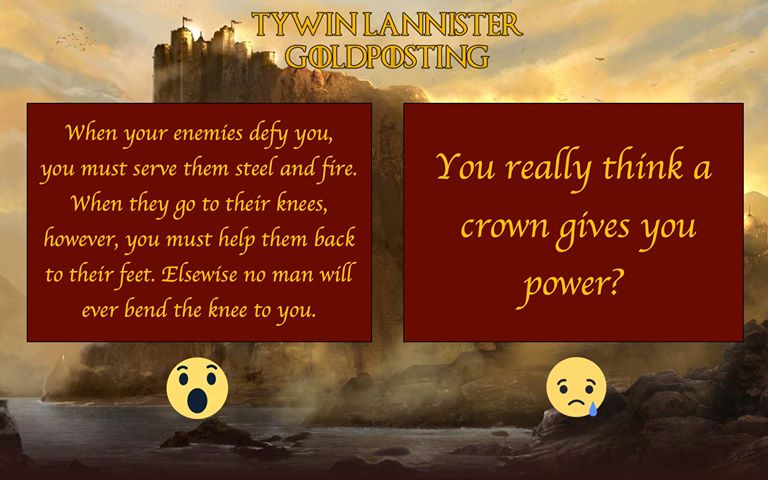 TYWIN LANNISTER
GOLDPOSTING
When your enemies defy you,
you must serve them steel and fire.
When they go to their knees,
however, you must help them back
to their feet. Elsewise no man will
ever bend the knee to you.
You really think a
crown gives you
power?